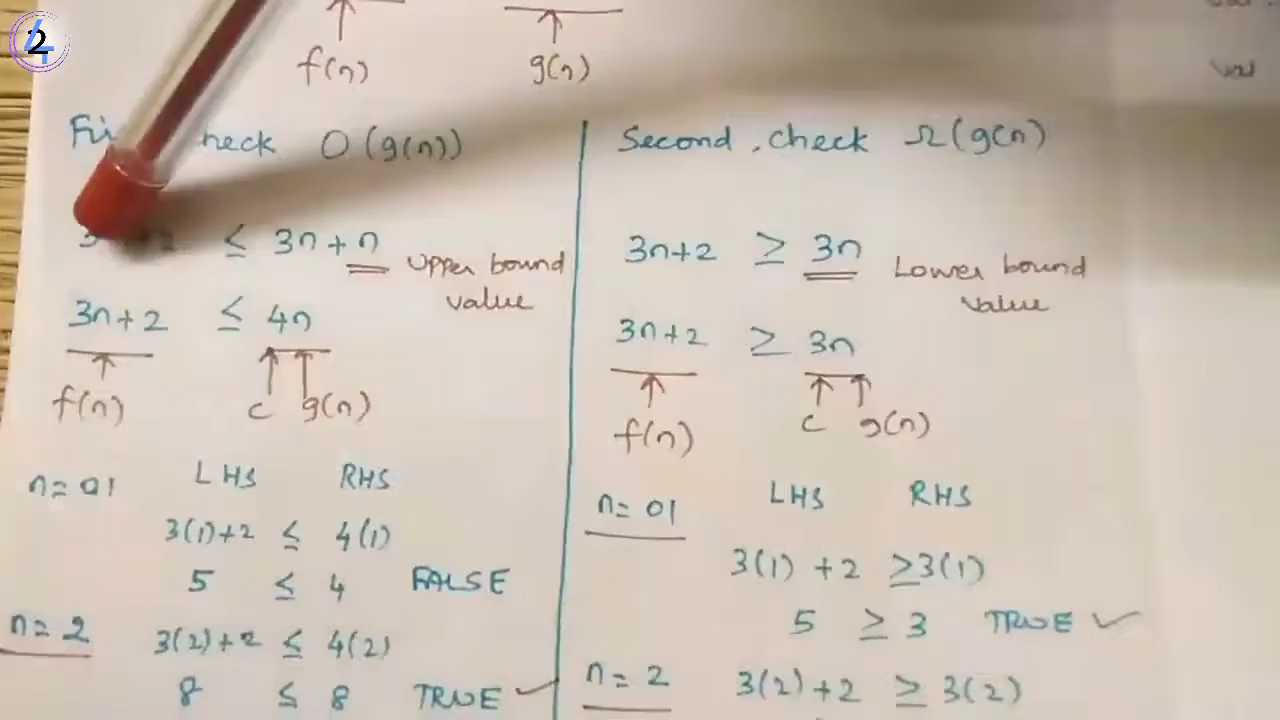 f(n) g(n)
check O(g(n))
≤ 3n + n Upper bound value
3n+2 ≤ 4n
f(n) c g(n)
n = 01 LHS RHS
3(1)+2 ≤ 4(1)
5 ≤ 4 FALSE
n = 2 3(2)+2 ≤ 4(2)
8 ≤ 8 TRUE ✓
Second, check Ω(g(n)
3n+2 ≥ 3n Lower bound value
3n+2 ≥ 3n
f(n) c g(n)
n = 01 LHS RHS
3(1) +2 ≥3(1)
5 ≥ 3 TRUE ✓
n = 2 3(2)+2 ≥ 3(2)